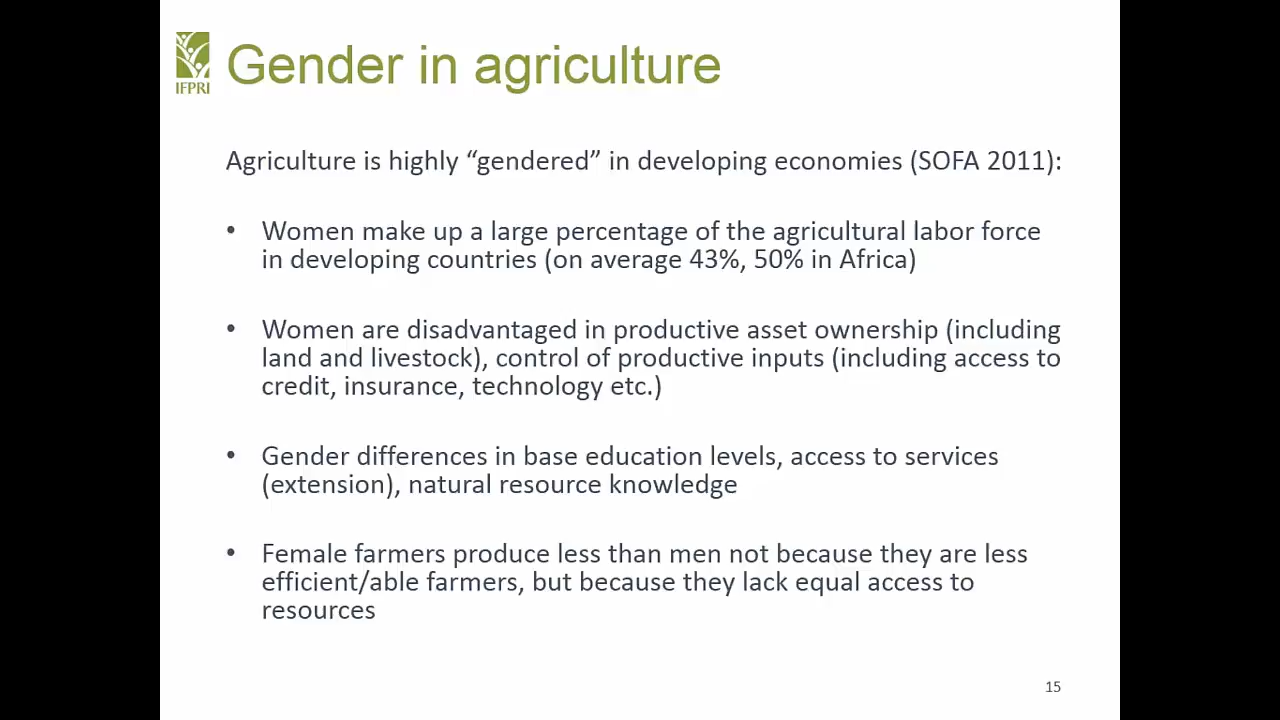 IFPRI
Gender in agriculture
Agriculture is highly “gendered” in developing economies (SOFA 2011):
• Women make up a large percentage of the agricultural labor force
in developing countries (on average 43%, 50% in Africa)
• Women are disadvantaged in productive asset ownership (including
land and livestock), control of productive inputs (including access to
credit, insurance, technology etc.)
• Gender differences in base education levels, access to services
(extension), natural resource knowledge
• Female farmers produce less than men not because they are less
efficient/able farmers, but because they lack equal access to
resources
15